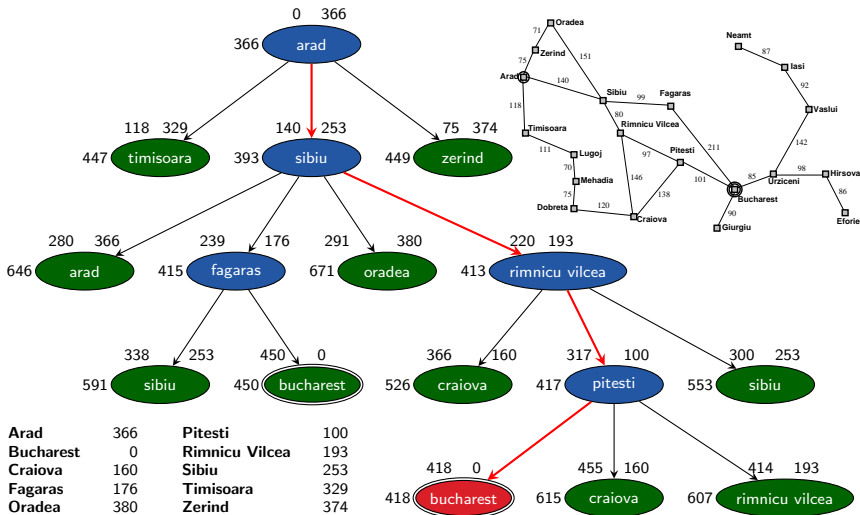 0 366
366 arad
71
Oradea
Zerind
75
151
Arad
140
118
Sibiu
99
Fagaras
80
Rimnicu Vilcea
Timisoara
111
Lugoj
70
Mehadia
75
Dobreta
120
Craiova
146
97
138
Pitesti
101
211
Neamt
87
Iasi
92
Vaslui
142
Hirsova
98
Urziceni
86
Eforie
85
Bucharest
90
Giurgiu
118 329
447 timisoara
140 253
393 sibiu
75 374
449 zerind
280 366
646 arad
239 176
415 fagaras
291 380
671 oradea
220 193
413 rimnicu vilcea
338 253
591 sibiu
450 0
450 bucharest
366 160
526 craiova
317 100
417 pitesti
300 253
553 sibiu
418 0
418 bucharest
455 160
615 craiova
414 193
607 rimnicu vilcea
Arad 366 Pitesti 100
Bucharest 0 Rimnicu Vilcea 193
Craiova 160 Sibiu 253
Fagaras 176 Timisoara 329
Oradea 380 Zerind 374